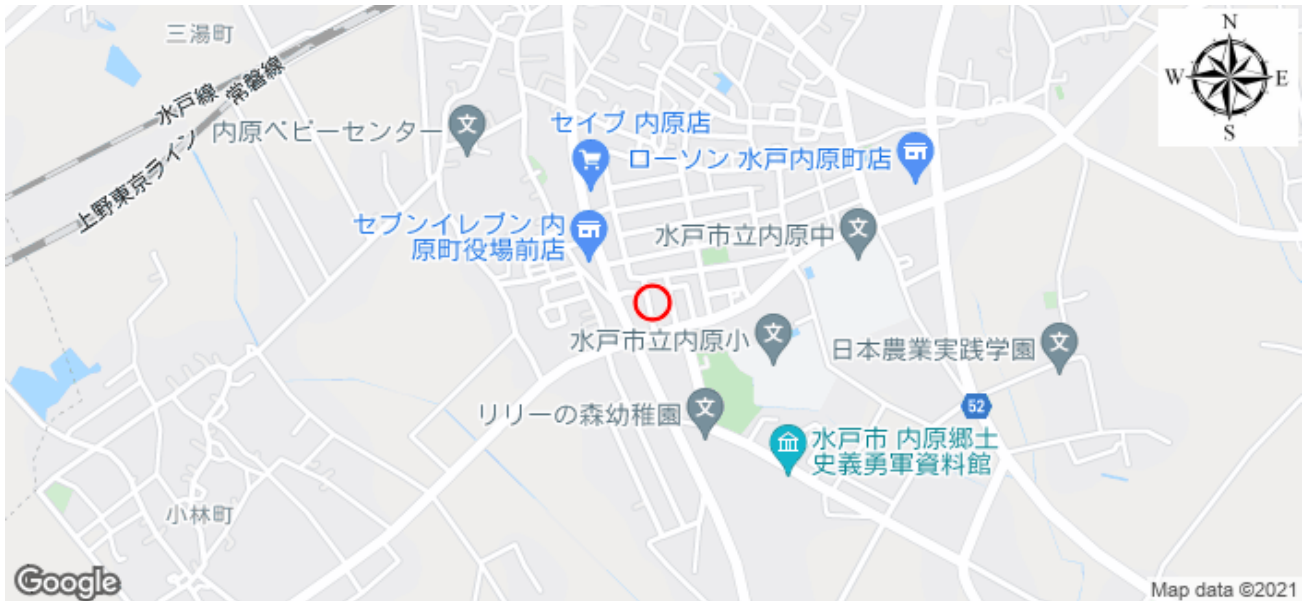 三湯町
N
W
E
S
水戸線
常磐線
上野東京ライン
内原ベビーセンター
セイブ 内原店
ローソン 水戸内原町店
セブンイレブン 内
原町役場前店
水戸市立内原中
水戸市立内原小
日本農業実践学園
リリーの森幼稚園
52
水戸市 内原郷土
史義勇軍資料館
小林町
Google
Map data ©2021